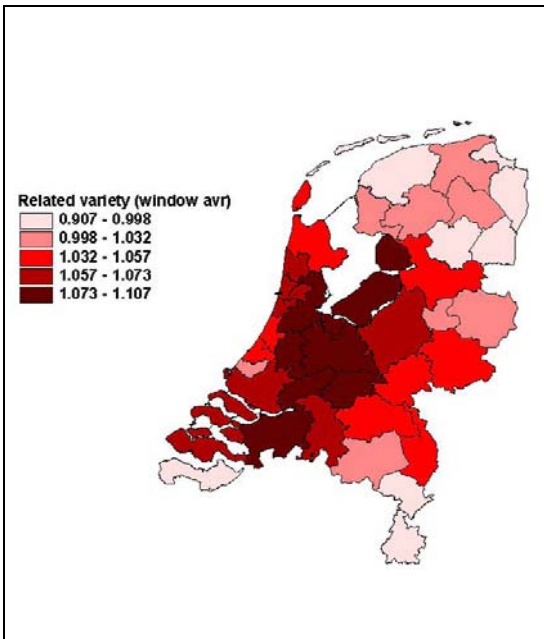 Related variety (window avr)
0.907 - 0.998
0.998 - 1.032
1.032 - 1.057
1.057 - 1.073
1.073 - 1.107